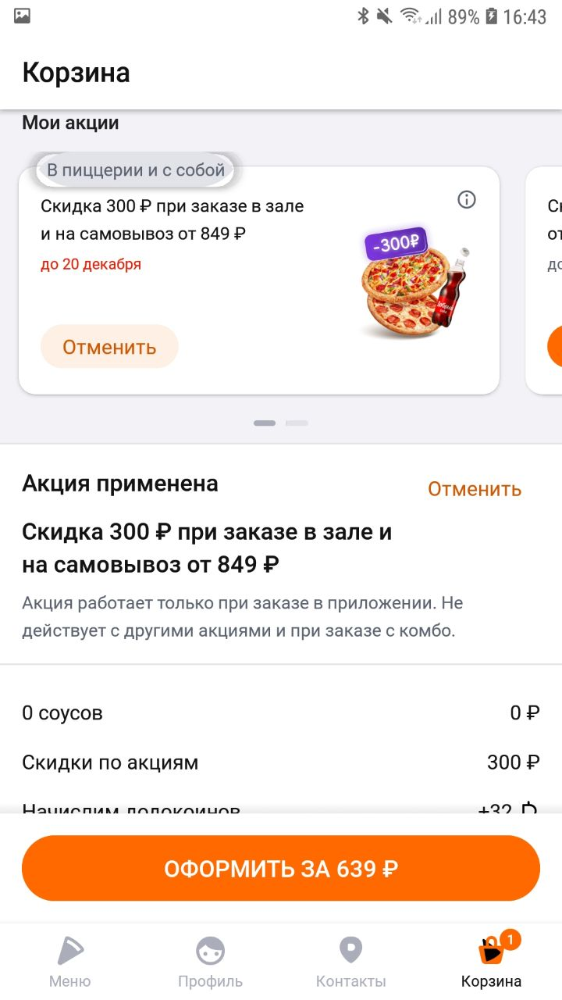 89% 16:43
Корзина
Мои акции
В пиццерии и с собой
Скидка 300 ₽ при заказе в зале
и на самовывоз от 849 ₽
до 20 декабря
-300₽
Добрый
Отменить
Акция применена
Отменить
Скидка 300 ₽ при заказе в зале и
на самовывоз от 849 ₽
Акция работает только при заказе в приложении. Не
действует с другими акциями и при заказе с комбо.
0 соусов 0 ₽
Скидки по акциям 300 ₽
Начислим додокоинов +32
ОФОРМИТЬ ЗА 639 ₽
1
Меню Профиль Контакты Корзина